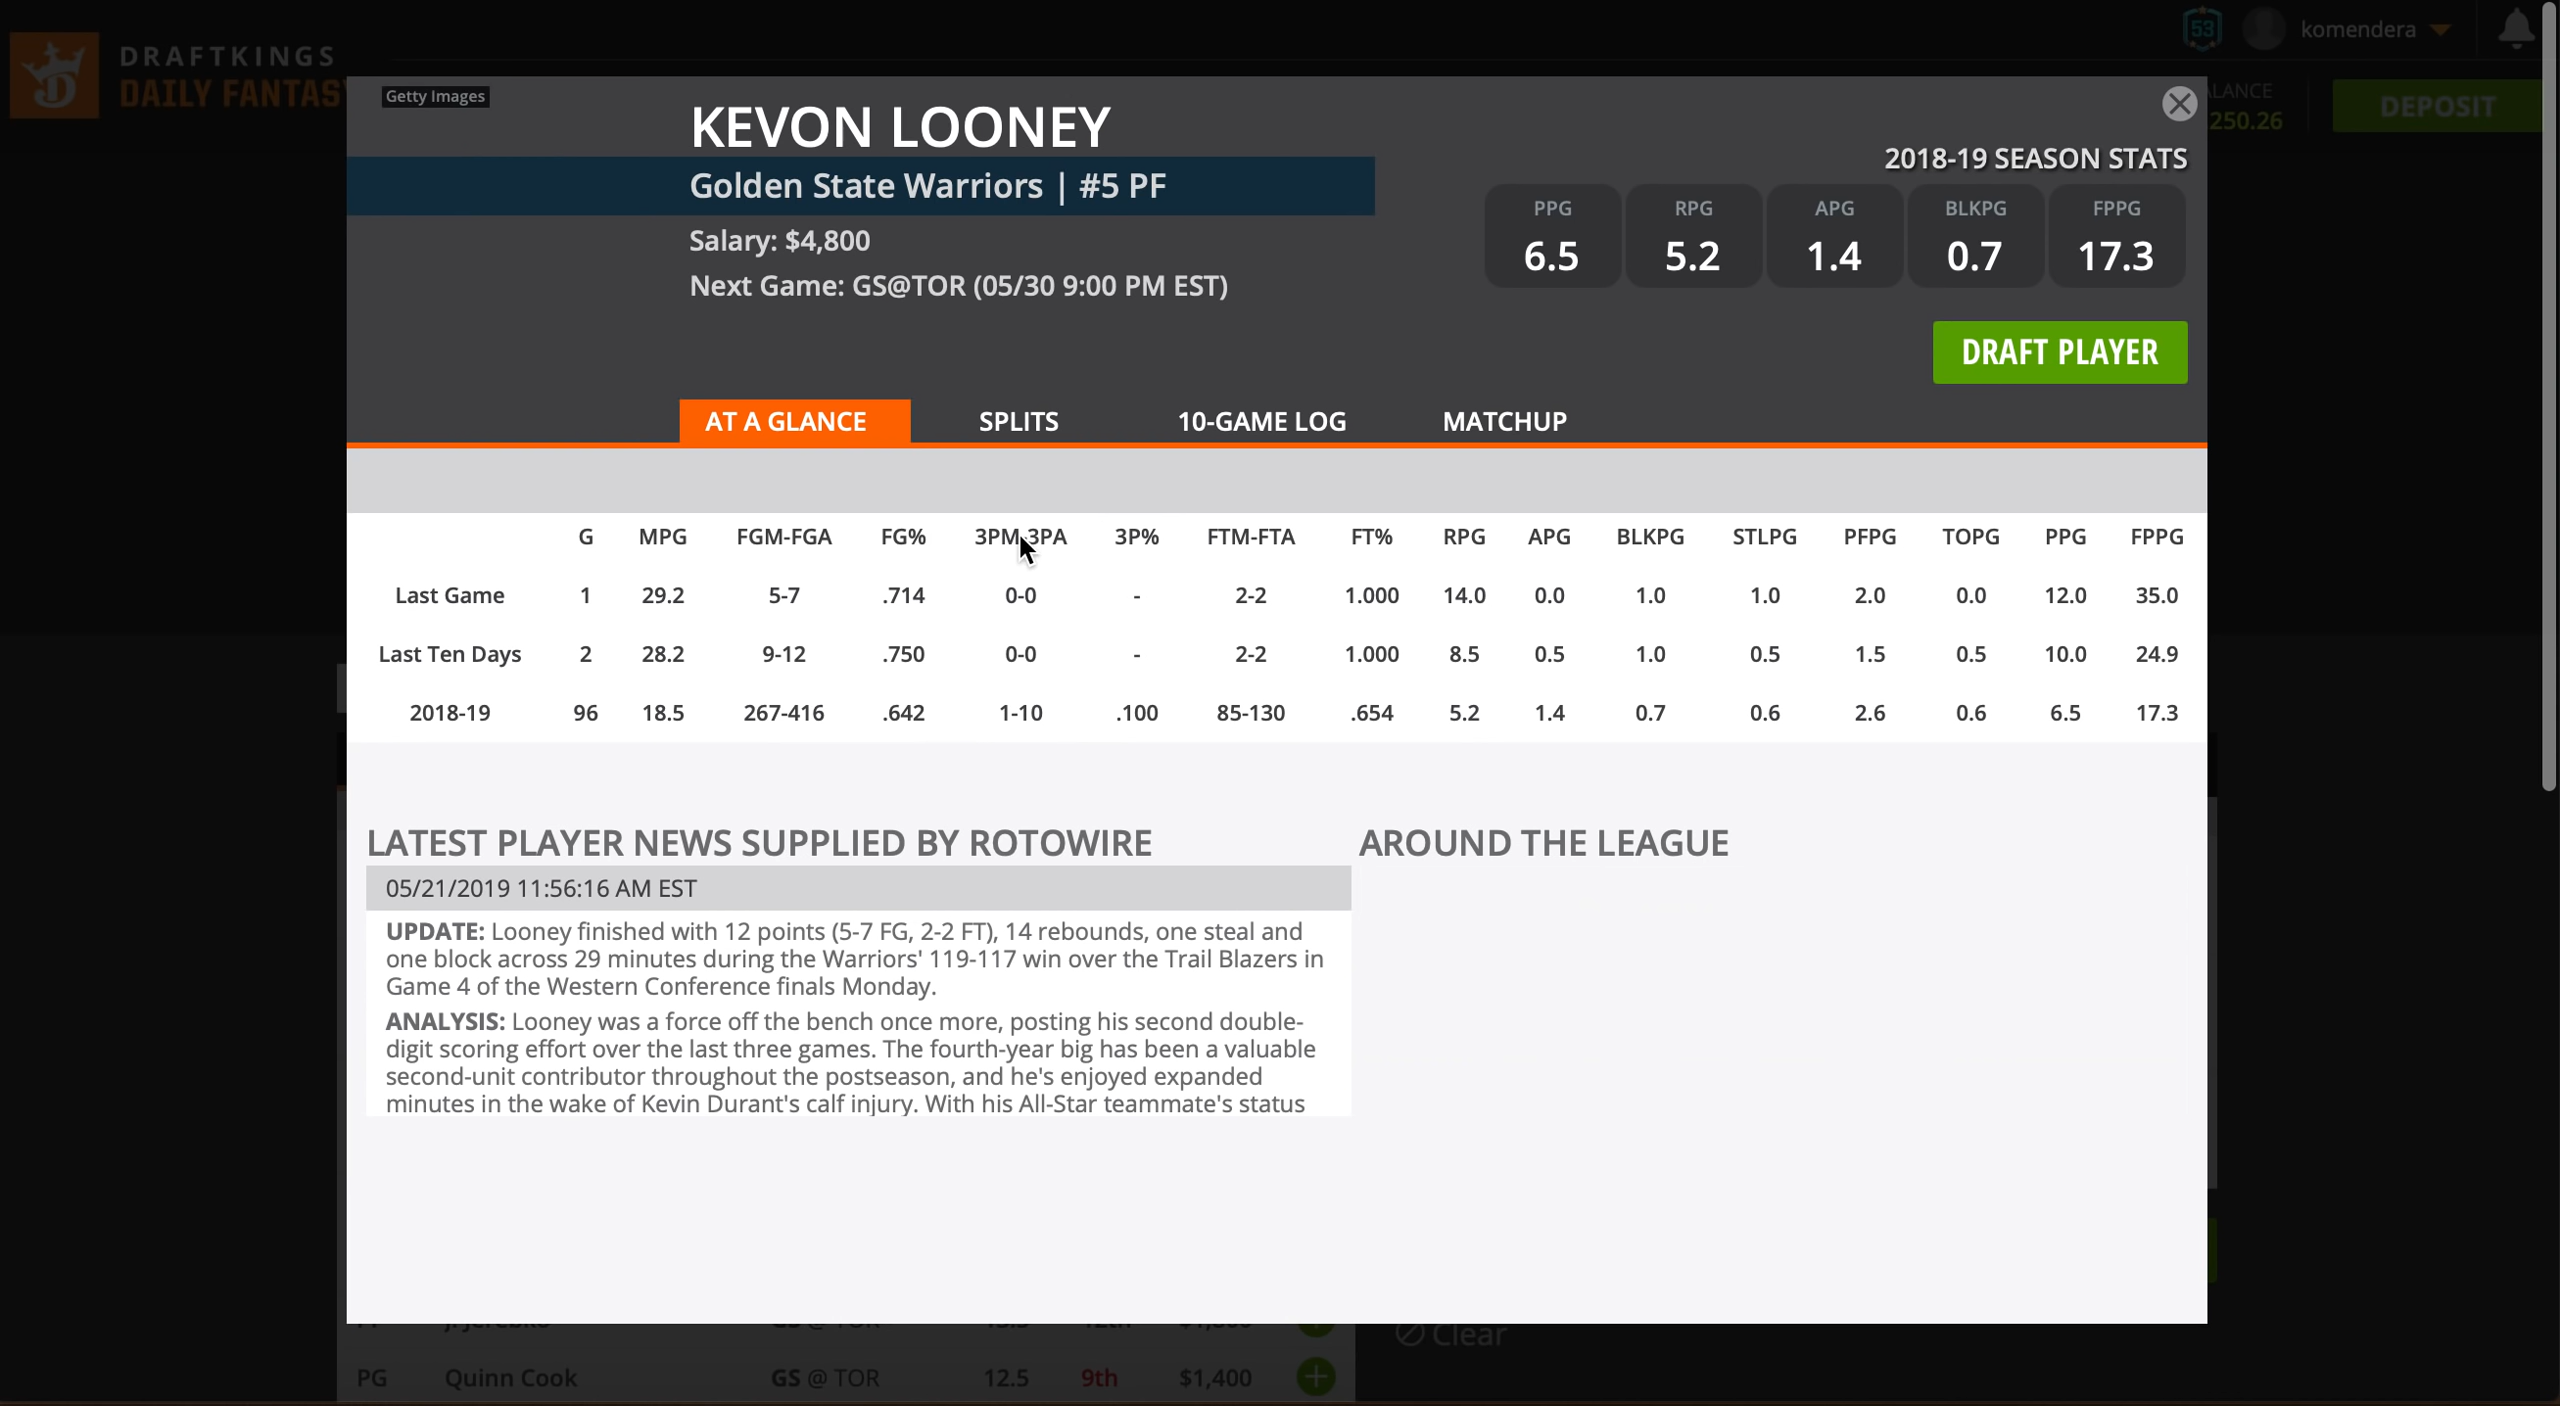 DRAFTKINGS
DAILY FANTAS
53
komendera
LANCE
250.26
DEPOSIT
Getty Images
KEVON LOONEY
Golden State Warriors | #5 PF
Salary: $4,800
Next Game: GS@TOR (05/30 9:00 PM EST)
2018-19 SEASON STATS
PPG RPG APG BLKPG FPPG
6.5 5.2 1.4 0.7 17.3
DRAFT PLAYER
AT A GLANCE SPLITS 10-GAME LOG MATCHUP
G MPG FGM-FGA FG% 3PM-3PA 3P% FTM-FTA FT% RPG APG BLKPG STLPG PFPG TOPG PPG FPPG
Last Game 1 29.2 5-7 .714 0-0 - 2-2 1.000 14.0 0.0 1.0 1.0 2.0 0.0 12.0 35.0
Last Ten Days 2 28.2 9-12 .750 0-0 - 2-2 1.000 8.5 0.5 1.0 0.5 1.5 0.5 10.0 24.9
2018-19 96 18.5 267-416 .642 1-10 .100 85-130 .654 5.2 1.4 0.7 0.6 2.6 0.6 6.5 17.3
LATEST PLAYER NEWS SUPPLIED BY ROTOWIRE
05/21/2019 11:56:16 AM EST
UPDATE: Looney finished with 12 points (5-7 FG, 2-2 FT), 14 rebounds, one steal and
one block across 29 minutes during the Warriors' 119-117 win over the Trail Blazers in
Game 4 of the Western Conference finals Monday.
ANALYSIS: Looney was a force off the bench once more, posting his second double-
digit scoring effort over the last three games. The fourth-year big has been a valuable
second-unit contributor throughout the postseason, and he's enjoyed expanded
minutes in the wake of Kevin Durant's calf injury. With his All-Star teammate's status
AROUND THE LEAGUE
Clear
PG Quinn Cook GS @ TOR 12.5 9th $1,400